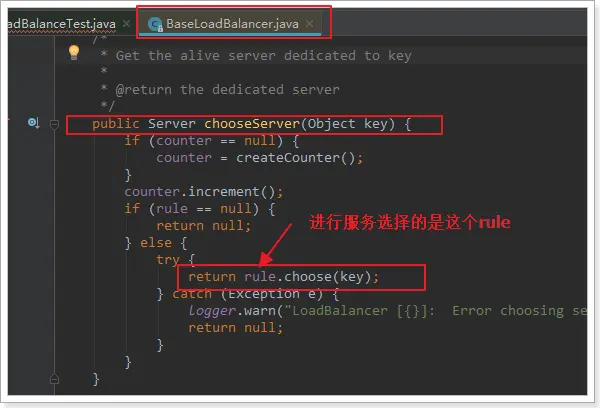 adBalanceTest.java × BaseLoadBalancer.java ×
/*
* Get the alive server dedicated to key
*
* @return the dedicated server
*/
public Server chooseServer(Object key) {
if (counter == null) {
counter = createCounter();
}
counter.increment();
if (rule == null) {
return null;
} else {
进行服务选择的是这个rule
try {
return rule.choose(key);
} catch (Exception e) {
logger.warn("LoadBalancer [{}]:  Error choosing se
return null;
}
}
}